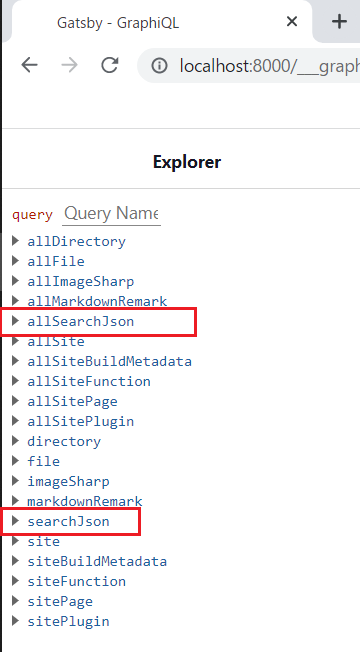 Gatsby - GraphiQL
localhost:8000/___grap
Explorer
query Query Name
allDirectory
allFile
allImageSharp
allMarkdownRemark
allSearchJson
allSite
allSiteBuildMetadata
allSiteFunction
allSitePage
allSitePlugin
directory
file
imageSharp
markdownRemark
searchJson
site
siteBuildMetadata
siteFunction
sitePage
sitePlugin